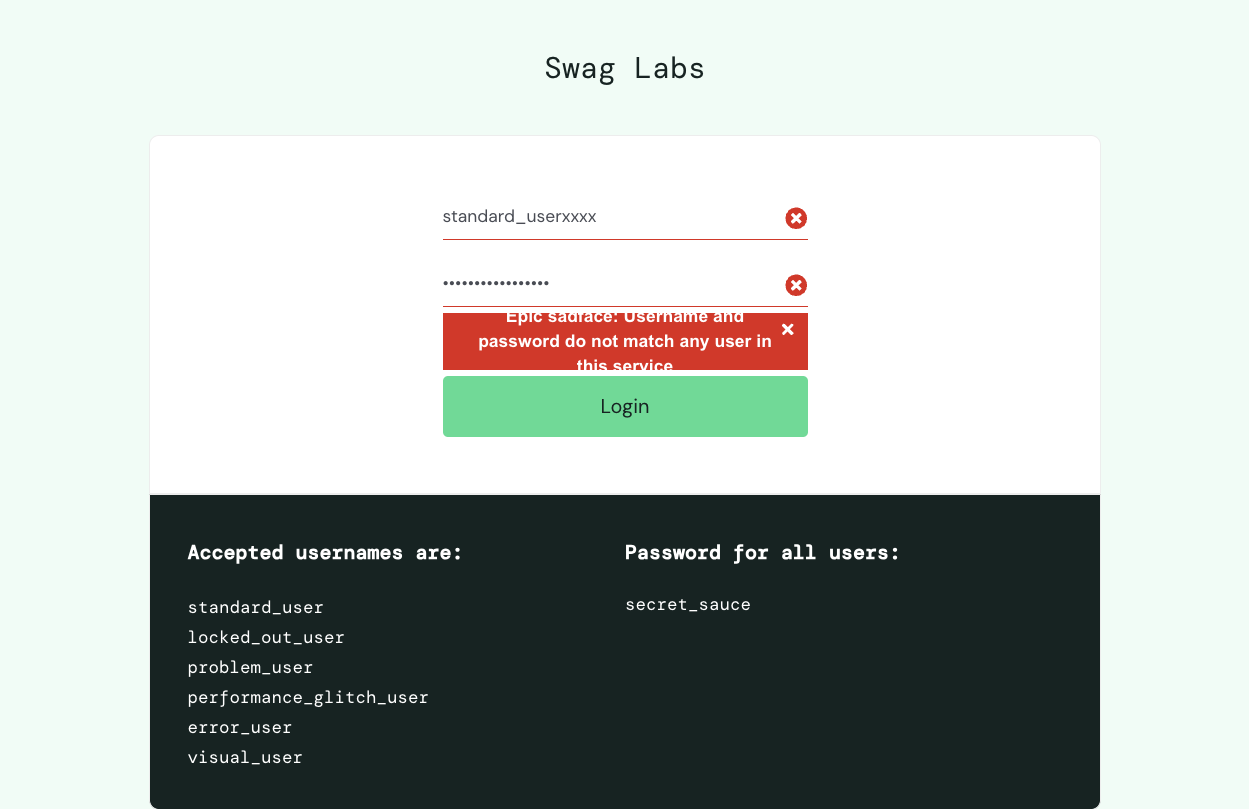 Swag Labs
standard_userxxxx
•••••••••••••••••
Epic sadface: Username and
password do not match any user in
this service
Login
Accepted usernames are:
Password for all users:
standard_user
secret_sauce
locked_out_user
problem_user
performance_glitch_user
error_user
visual_user